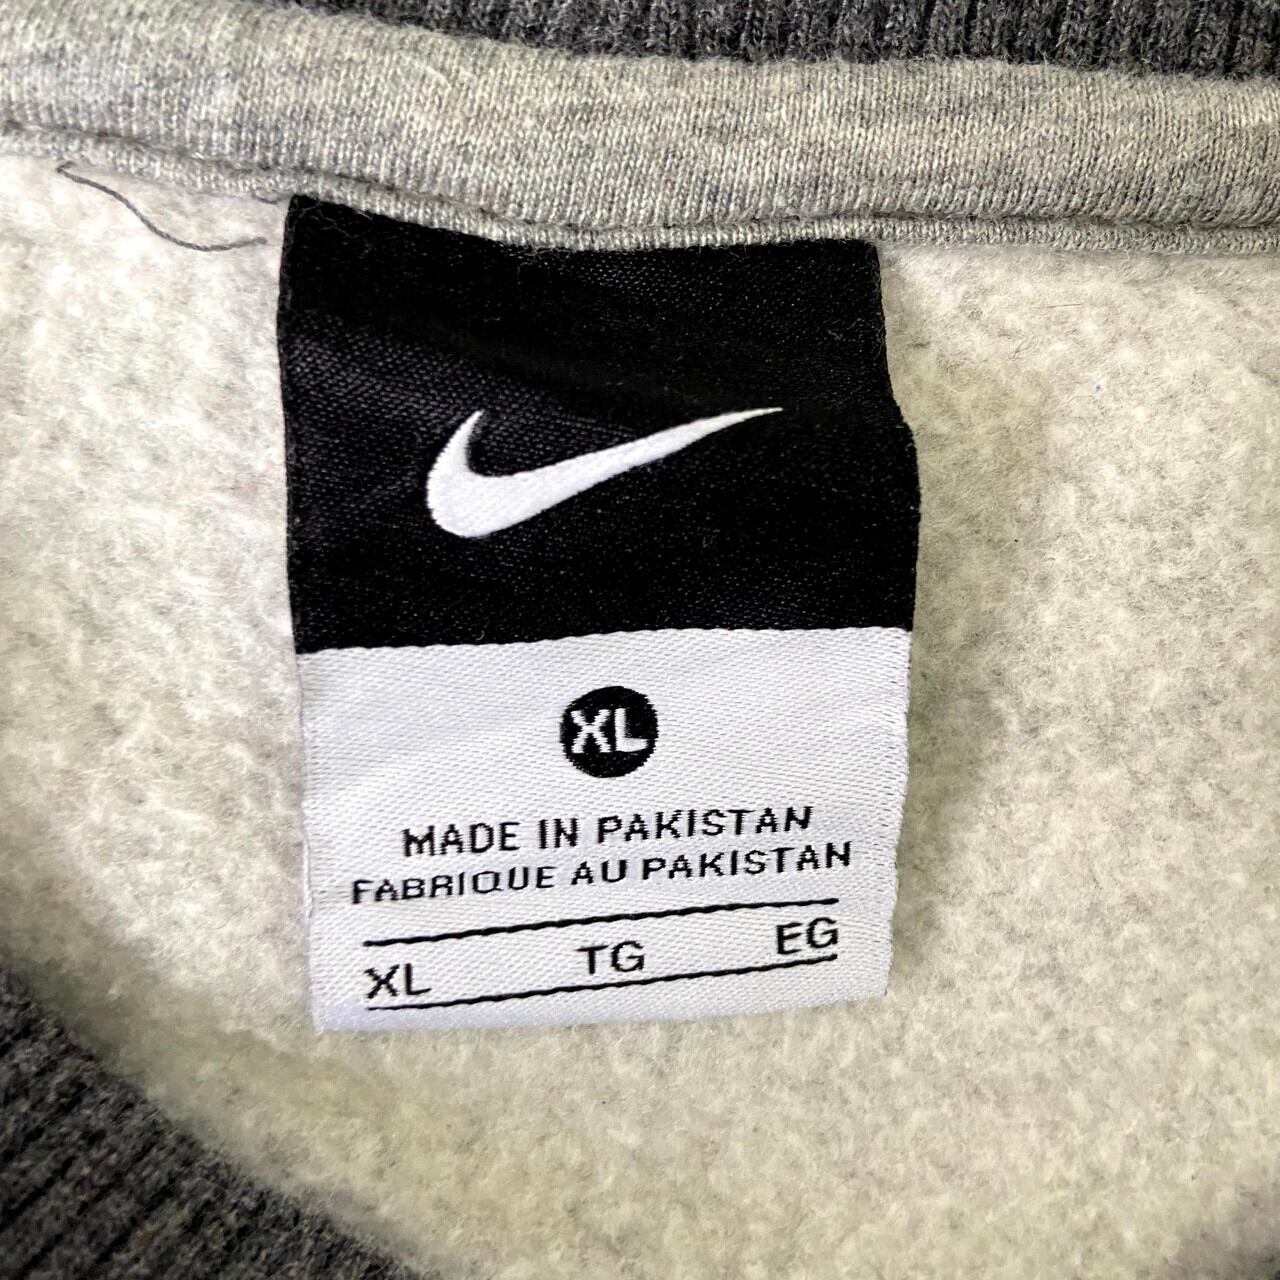 XL
MADE IN PAKISTAN
FABRIQUE AU PAKISTAN
XL TG EG